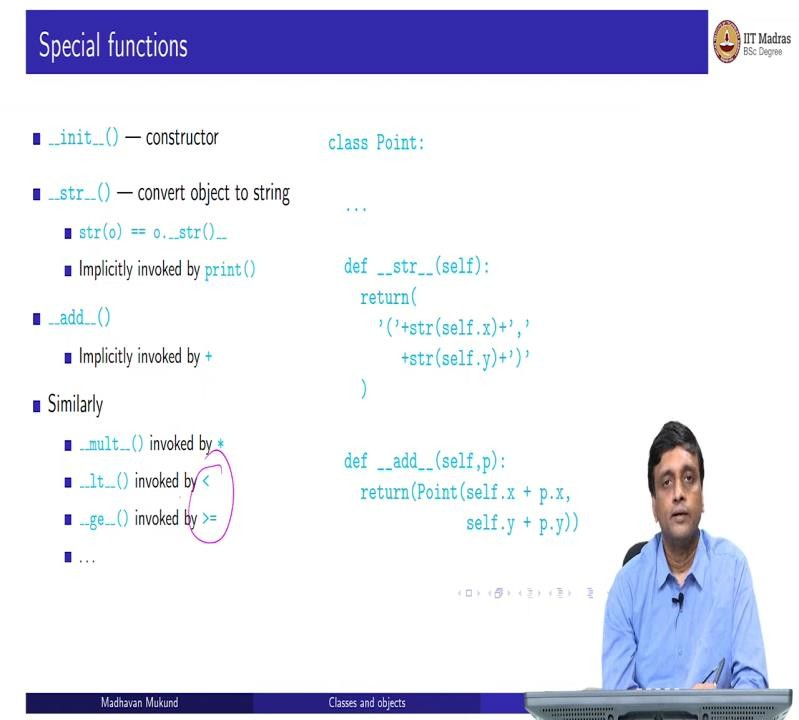 Special functions
IIT Madras
BSc Degree
__init__() — constructor
__str__() — convert object to string
str(o) == o.__str()__
Implicitly invoked by print()
__add__()
Implicitly invoked by +
Similarly
__mult__() invoked by *
__lt__() invoked by <
__ge__() invoked by >=
...
class Point:
...
def __str__(self):
return(
'('+str(self.x)+','
+str(self.y)+')'
)
def __add__(self,p):
return(Point(self.x + p.x,
self.y + p.y))
Madhavan Mukund
Classes and objects